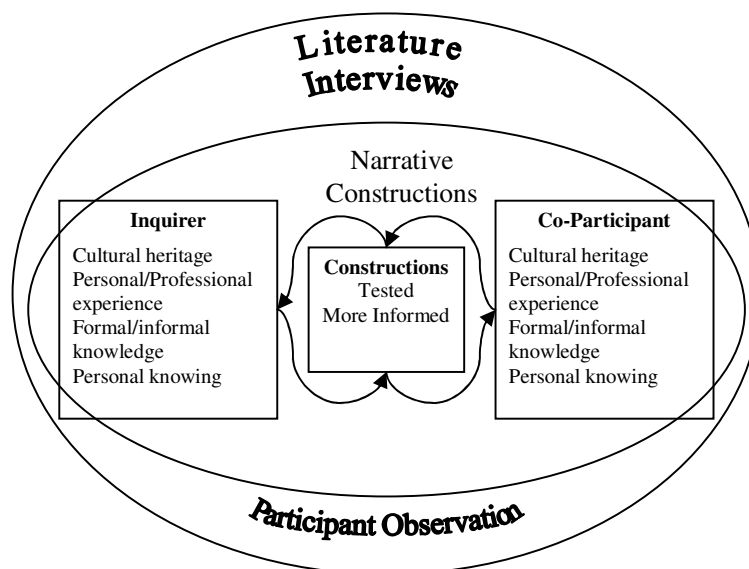 Literature
Interviews
Narrative
Constructions
Inquirer
Cultural heritage
Personal/Professional
experience
Formal/informal
knowledge
Personal knowing
Constructions
Tested
More Informed
Co-Participant
Cultural heritage
Personal/Professional
experience
Formal/informal
knowledge
Personal knowing
Participant Observation